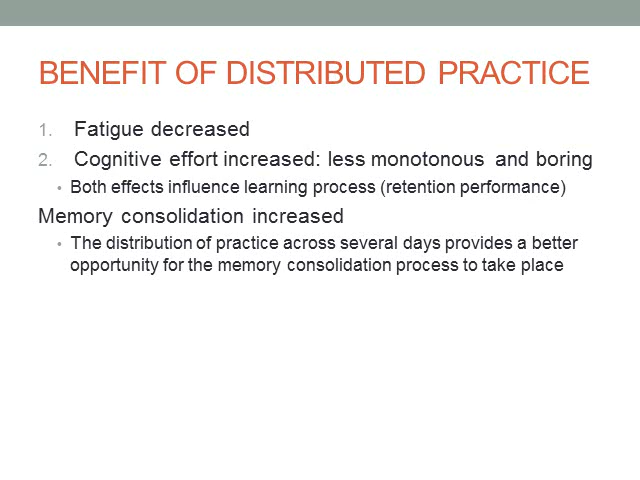 BENEFIT OF DISTRIBUTED PRACTICE
1. Fatigue decreased
2. Cognitive effort increased: less monotonous and boring
• Both effects influence learning process (retention performance)
Memory consolidation increased
• The distribution of practice across several days provides a better
opportunity for the memory consolidation process to take place